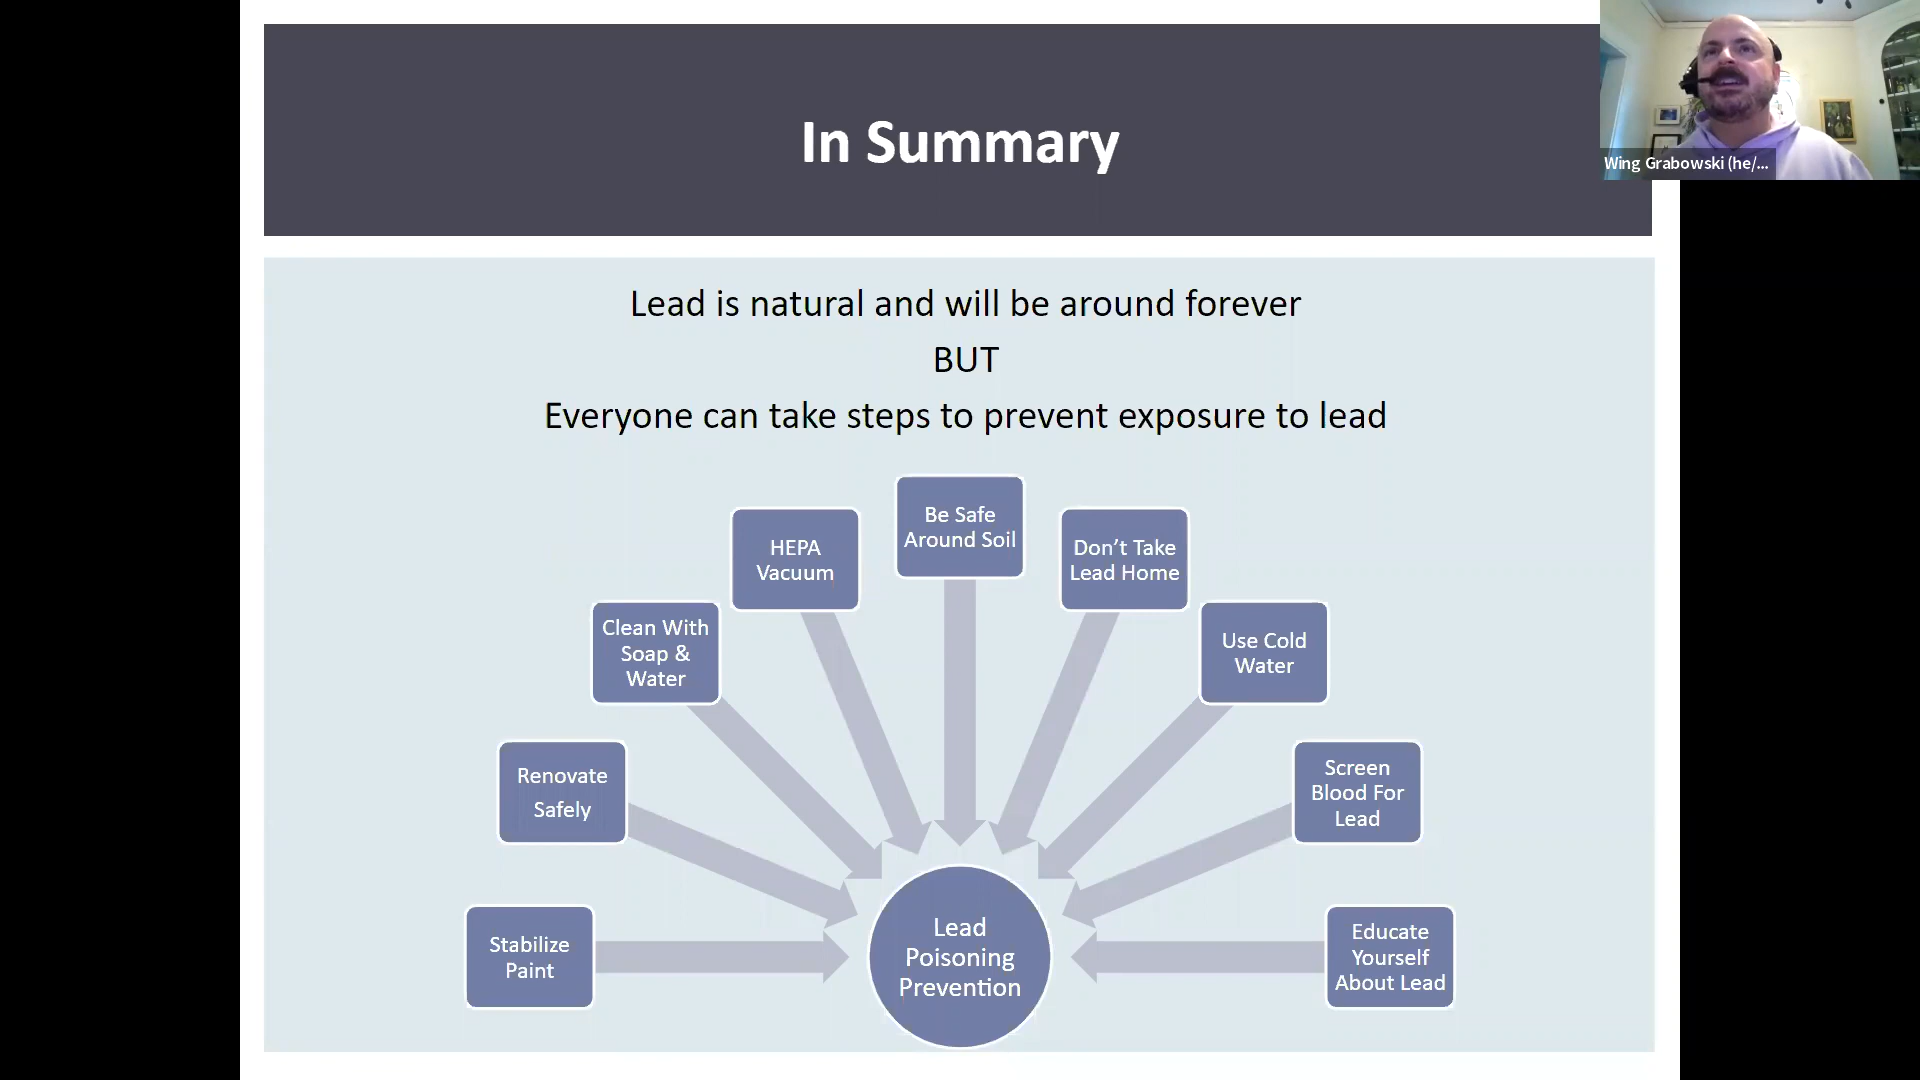 In Summary
Wing Grabowski (he/...
Lead is natural and will be around forever
BUT
Everyone can take steps to prevent exposure to lead
Stabilize
Paint
Renovate
Safely
Clean With
Soap &
Water
HEPA
Vacuum
Be Safe
Around Soil
Don’t Take
Lead Home
Use Cold
Water
Screen
Blood For
Lead
Educate
Yourself
About Lead
Lead
Poisoning
Prevention